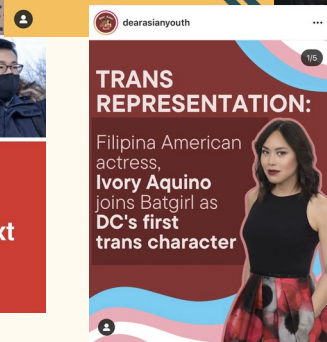 dearasianyouth
1/5
TRANS
REPRESENTATION:
Filipina American
actress,
Ivory Aquino
joins Batgirl as
DC's first
trans character